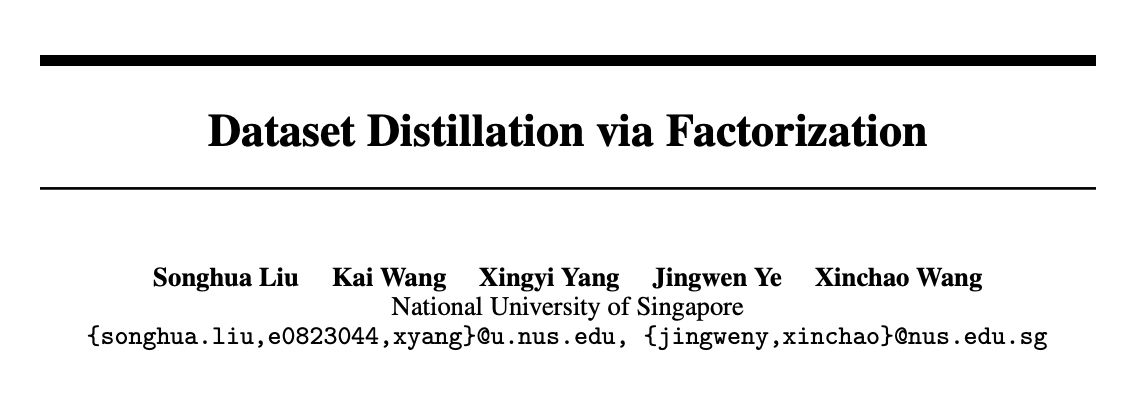 Dataset Distillation via Factorization
Songhua Liu Kai Wang Xingyi Yang Jingwen Ye Xinchao Wang
National University of Singapore
{songhua.liu,e0823044,xyang}@u.nus.edu, {jingweny,xinchao}@nus.edu.sg